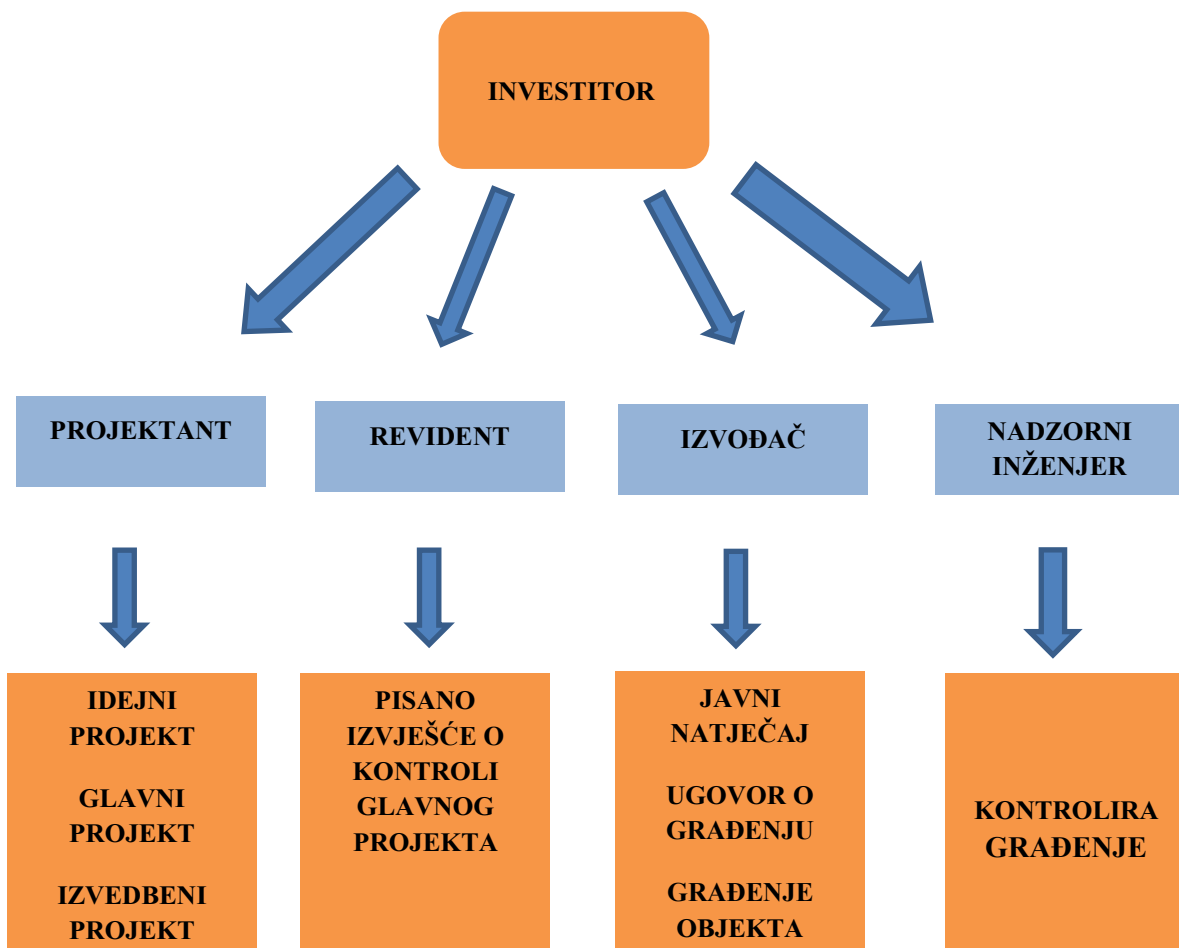 INVESTITOR
PROJEKTANT
REVIDENT
IZVOĐAČ
NADZORNI
INŽENJER
IDEJNI
PROJEKT
GLAVNI
PROJEKT
IZVEDBENI
PROJEKT
PISANO
IZVJEŠĆE O
KONTROLI
GLAVNOG
PROJEKTA
JAVNI
NATJEČAJ
UGOVOR O
GRAĐENJU
GRAĐENJE
OBJEKTA
KONTROLIRA
GRAĐENJE